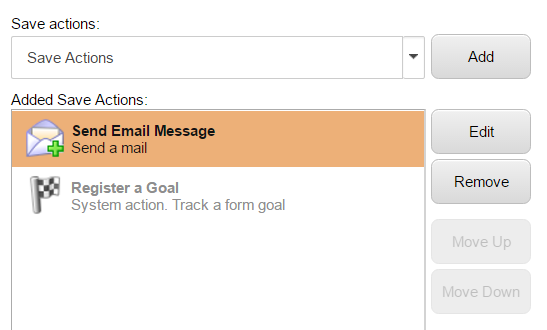 Save actions:
Save Actions
Add
Added Save Actions:
Send Email Message
Send a mail
Edit
Register a Goal
System action. Track a form goal
Remove
Move Up
Move Down